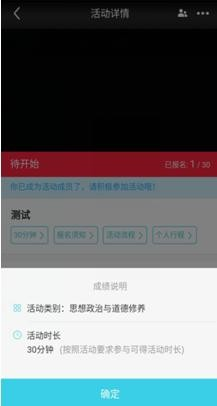 活动详情
待开始
已报名: 1 / 30
你已成为活动成员了，请积极参加活动哦！
测试
30分钟 >
报名须知 >
活动流程 >
个人行程 >
成绩说明
活动类别：思想政治与道德修养
活动时长
30分钟 (按照活动要求参与可得活动时长)
确定